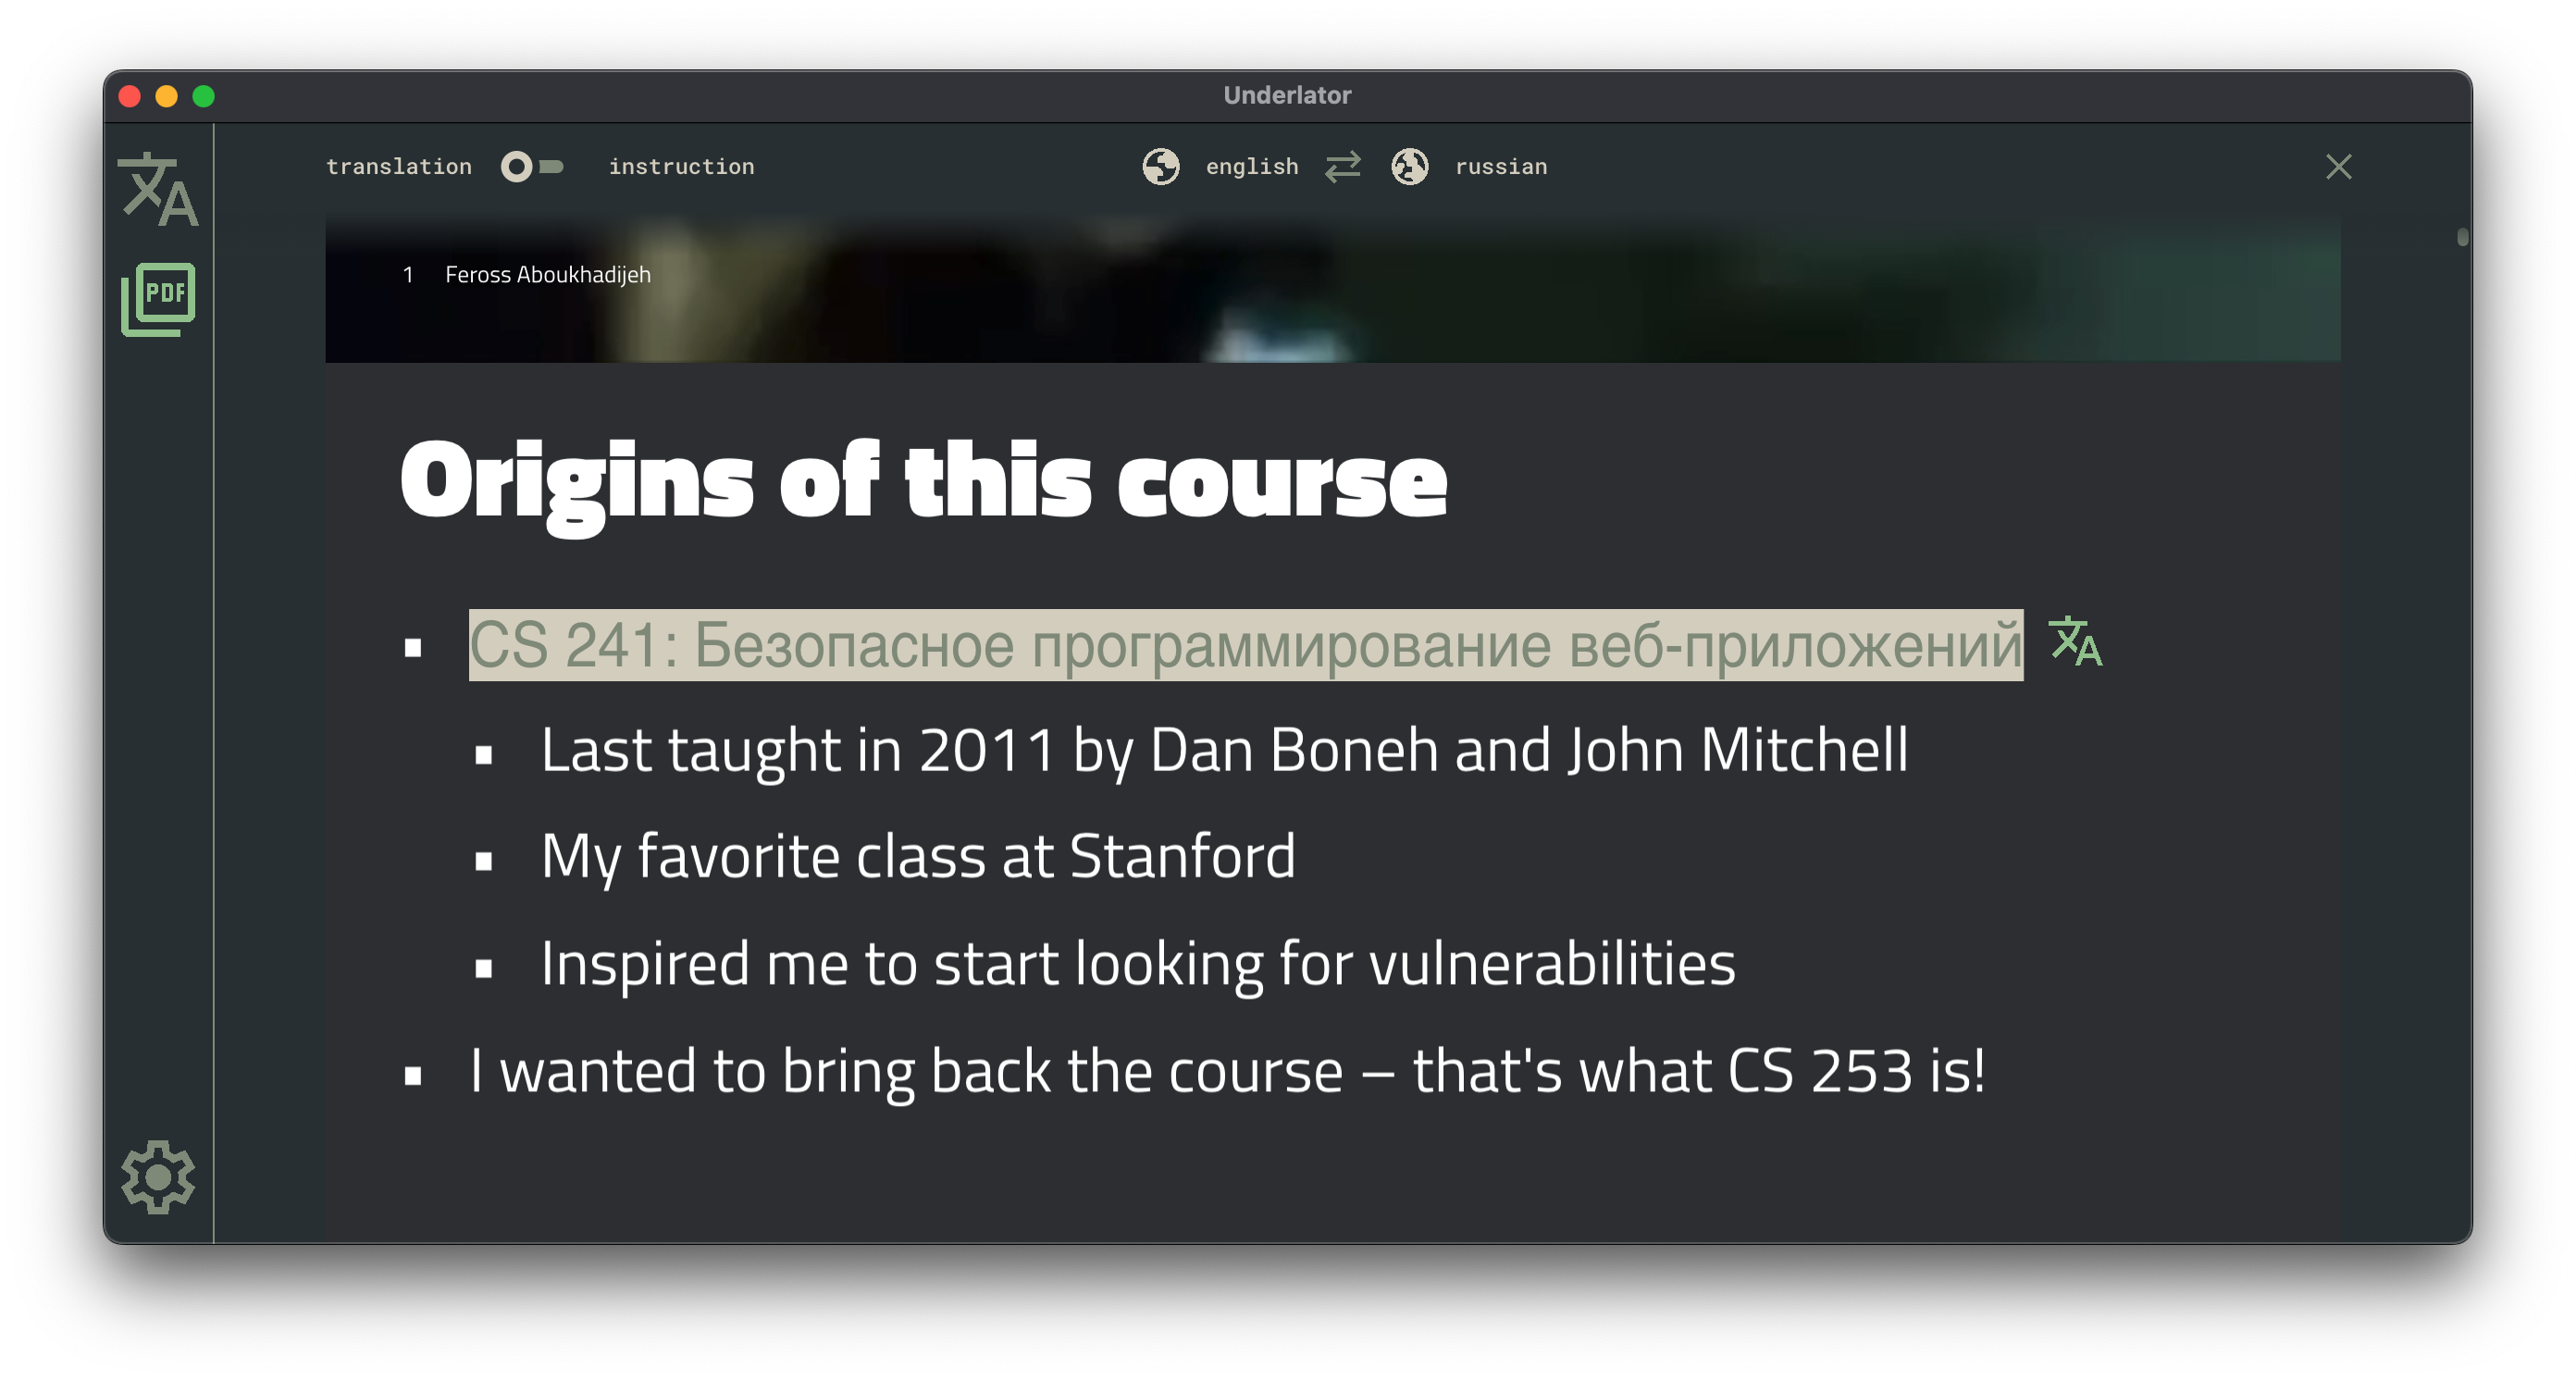 Underlator
translation instruction english russian
PDF
1 Feross Aboukhadijeh
Origins of this course
CS 241: Безопасное программирование веб-приложений
Last taught in 2011 by Dan Boneh and John Mitchell
My favorite class at Stanford
Inspired me to start looking for vulnerabilities
I wanted to bring back the course – that's what CS 253 is!